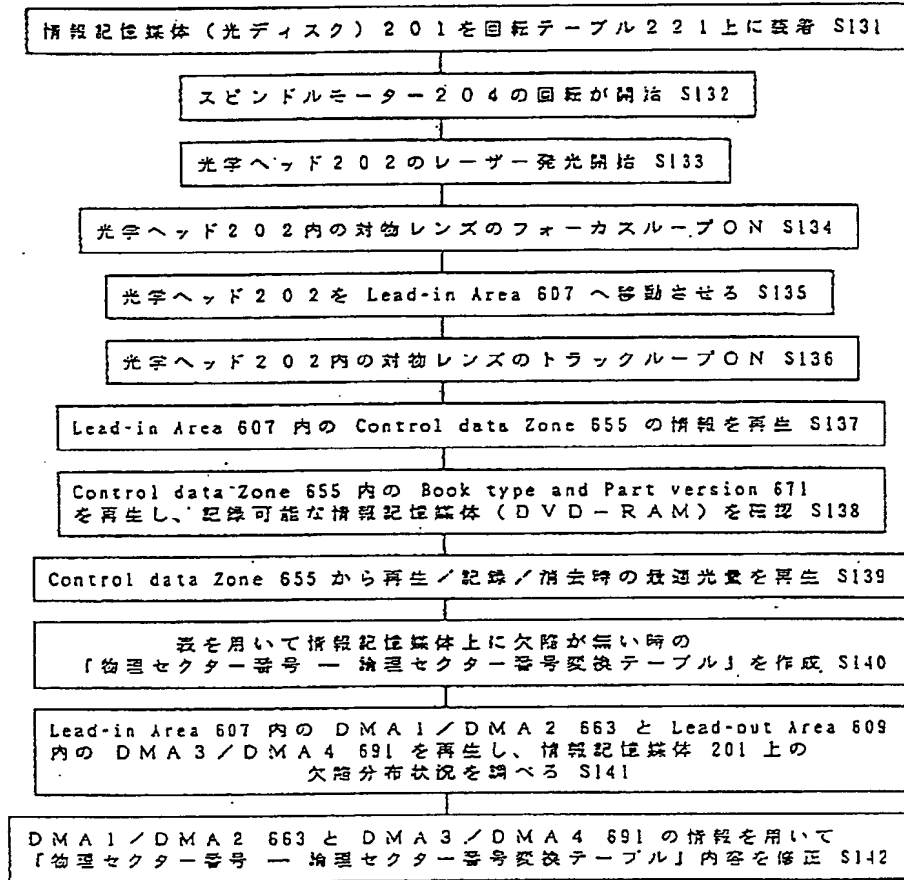 情報記憶媒体（光ディスク）２０１を回転テーブル２２１上に装着 S131
スピンドルモーター２０４の回転が開始 S132
光学ヘッド２０２のレーザー発光開始 S133
光学ヘッド２０２内の対物レンズのフォーカスループＯＮ S134
光学ヘッド２０２を Lead-in Area 607 へ移動させる S135
光学ヘッド２０２内の対物レンズのトラックループＯＮ S136
Lead-in Area 607 内の Control data Zone 655 の情報を再生 S137
Control data Zone 655 内の Book type and Part version 671
を再生し、記録可能な情報記憶媒体（ＤＶＤ－ＲＡＭ）を確認 S138
Control data Zone 655 から再生／記録／消去時の最適光量を再生 S139
表を用いて情報記憶媒体上に欠陥が無い時の
『物理セクター番号 ― 論理セクター番号変換テーブル』を作成 S140
Lead-in Area 607 内の ＤＭＡ１／ＤＭＡ２ 663 と Lead-out Area 609
内の ＤＭＡ３／ＤＭＡ４ 691 を再生し、情報記憶媒体 201 上の
欠陥分布状況を調べる S141
ＤＭＡ１／ＤＭＡ２ 663 と ＤＭＡ３／ＤＭＡ４ 691 の情報を用いて
『物理セクター番号 ― 論理セクター番号変換テーブル』内容を修正 S142